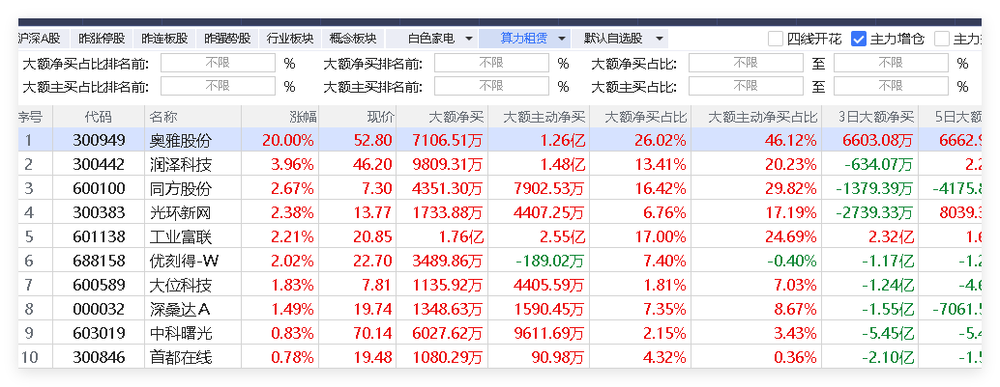 沪深A股 昨涨停股 昨连板股 昨强势股 行业板块 概念板块 白色家电 算力租赁 默认自选股 四线开花 主力增仓 主力
大额净买占比排名前: 不限 % 大额净买排名前: 不限 % 大额净买占比: 不限 至 不限 %
大额主买占比排名前: 不限 % 大额主买排名前: 不限 % 大额主买占比: 不限 至 不限 %
序号 代码 名称 涨幅 现价 大额净买 大额主动净买 大额净买占比 大额主动净买占比 3日大额净买 5日大额
1 300949 奥雅股份 20.00% 52.80 7106.51万 1.26亿 26.02% 46.12% 6603.08万 6662.9
2 300442 润泽科技 3.96% 46.20 9809.31万 1.48亿 13.41% 20.23% -634.07万 2.2
3 600100 同方股份 2.67% 7.30 4351.30万 7902.53万 16.42% 29.82% -1379.39万 -4175.8
4 300383 光环新网 2.38% 13.77 1733.88万 4407.25万 6.76% 17.19% -2739.33万 8039.3
5 601138 工业富联 2.21% 20.85 1.76亿 2.55亿 17.00% 24.69% 2.32亿 1.6
6 688158 优刻得-W 2.02% 22.70 3489.86万 -189.02万 7.40% -0.40% -1.17亿 -1.2
7 600589 大位科技 1.83% 7.81 1135.92万 4405.59万 1.81% 7.03% -1.24亿 -4.6
8 000032 深桑达A 1.49% 19.74 1348.63万 1590.45万 7.35% 8.67% -1.55亿 -7061.5
9 603019 中科曙光 0.83% 70.14 6027.62万 9611.69万 2.15% 3.43% -5.45亿 -5.4
10 300846 首都在线 0.78% 19.48 1080.29万 90.98万 4.32% 0.36% -2.10亿 -1.5